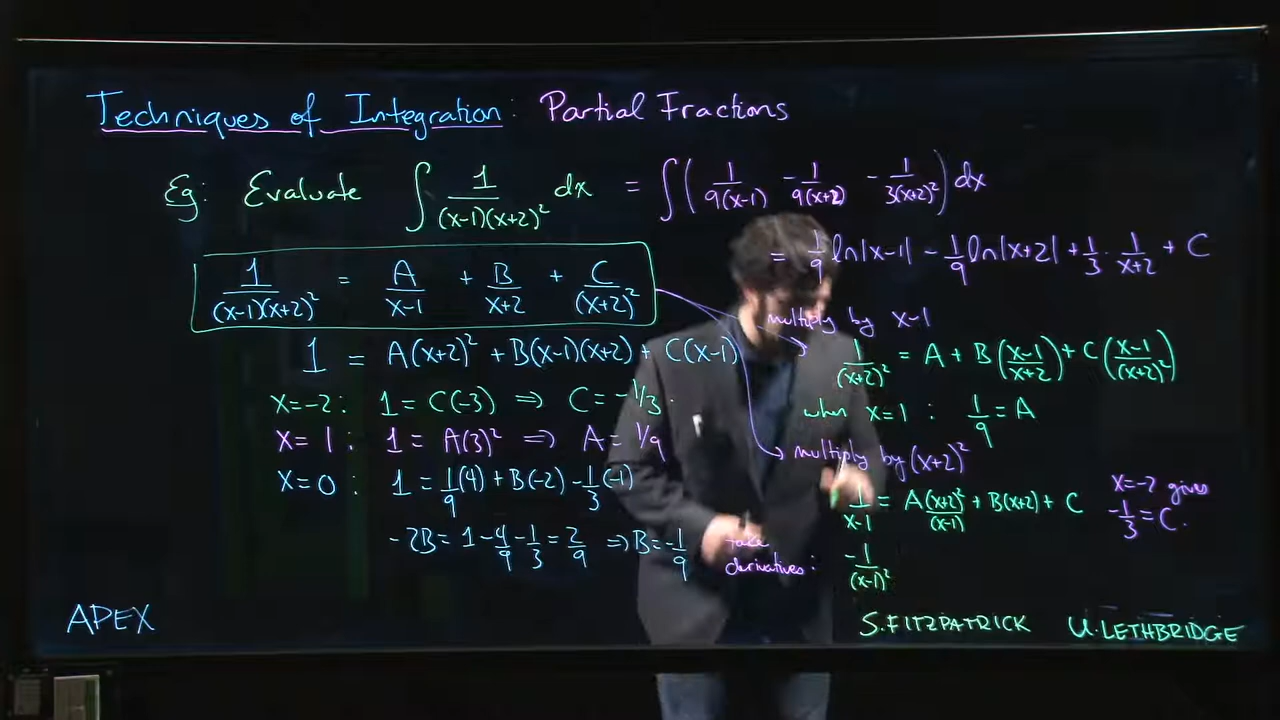 Techniques of Integration: Partial Fractions
Eg: Evaluate ∫ 1/((x-1)(x+2)²) dx = ∫ ( 1/(9(x-1)) - 1/(9(x+2)) - 1/(3(x+2)²) ) dx
= 1/9 ln|x-1| - 1/9 ln|x+2| + 1/3 · 1/(x+2) + C
1/((x-1)(x+2)²) = A/(x-1) + B/(x+2) + C/(x+2)²
1 = A(x+2)² + B(x-1)(x+2) + C(x-1)
x=-2: 1 = C(-3) ⇒ C = -1/3.
x=1: 1 = A(3)² ⇒ A = 1/9
x=0: 1 = 1/9(4) + B(-2) - 1/3(-1)
-2B = 1 - 4/9 - 1/3 = 2/9 ⇒ B = -1/9
multiply by x-1
1/(x+2)² = A + B((x-1)/(x+2)) + C((x-1)/(x+2)²)
when x=1: 1/9 = A
multiply by (x+2)²
1/(x-1) = A(x+2)²/(x-1) + B(x+2) + C
x=-2 gives
-1/3 = C.
take
derivatives: -1/(x-1)²
APEX
S.FITZPATRICK U.LETHBRIDGE